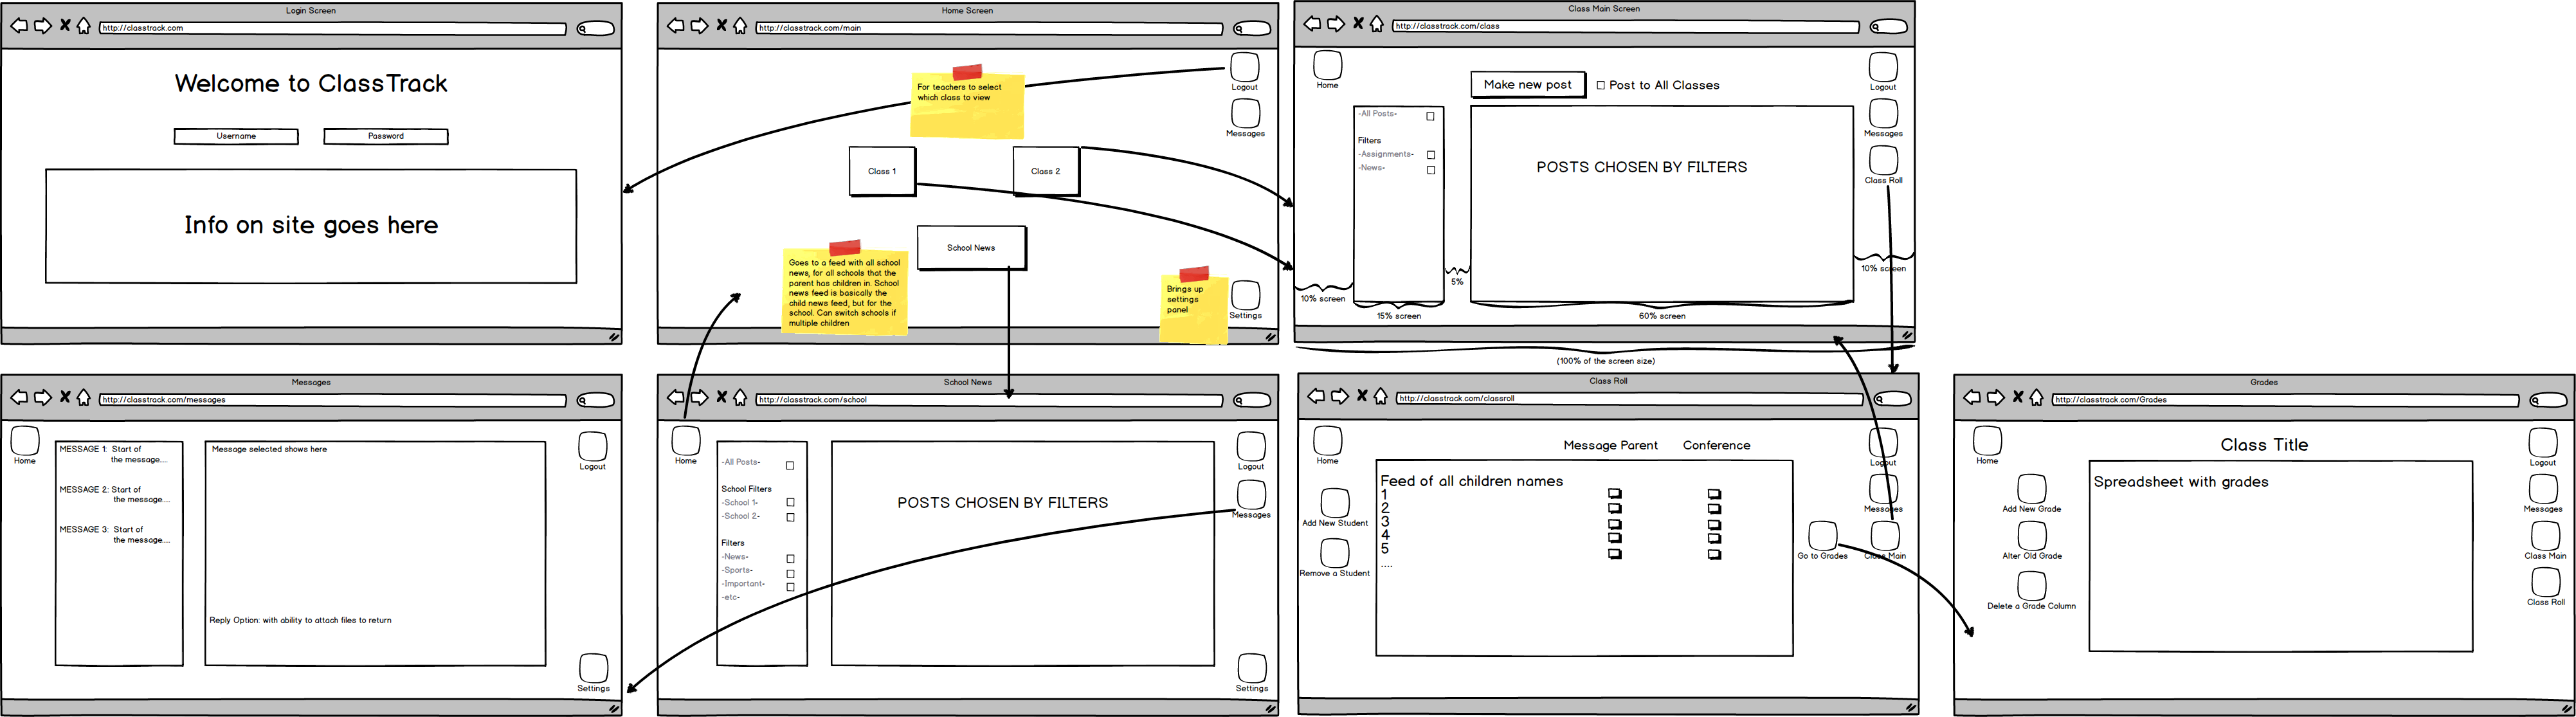 Login Screen
http://classtrack.com
Welcome to ClassTrack
Username
Password
Info on site goes here
Home Screen
http://classtrack.com/main
For teachers to select
which class to view
Logout
Messages
Class 1
Class 2
School News
Goes to a feed with all school
news, for all schools that the
parent has children in. School
news feed is basically the
child news feed, but for the
school. Can switch schools if
multiple children
Brings up
settings
panel
Settings
Class Main Screen
http://classtrack.com/class
Home
Make new post
Post to All Classes
Logout
Messages
Class Roll
-All Posts-
Filters
-Assignments-
-News-
POSTS CHOSEN BY FILTERS
10% screen
15% screen
5%
60% screen
10% screen
(100% of the screen size)
Messages
http://classtrack.com/messages
Home
MESSAGE 1: Start of
the message....
MESSAGE 2: Start of
the message....
MESSAGE 3: Start of
the message....
Message selected shows here
Reply Option: with ability to attach files to return
Logout
Settings
School News
http://classtrack.com/school
Home
-All Posts-
School Filters
-School 1-
-School 2-
Filters
-News-
-Sports-
-Important-
-etc-
POSTS CHOSEN BY FILTERS
Logout
Messages
Settings
Class Roll
http://classtrack.com/classroll
Home
Message Parent
Conference
Add New Student
Remove a Student
Feed of all children names
1
2
3
4
5
....
Logout
Messages
Go to Grades
Class Main
Grades
http://classtrack.com/Grades
Home
Class Title
Add New Grade
Alter Old Grade
Delete a Grade Column
Spreadsheet with grades
Logout
Messages
Class Main
Class Roll